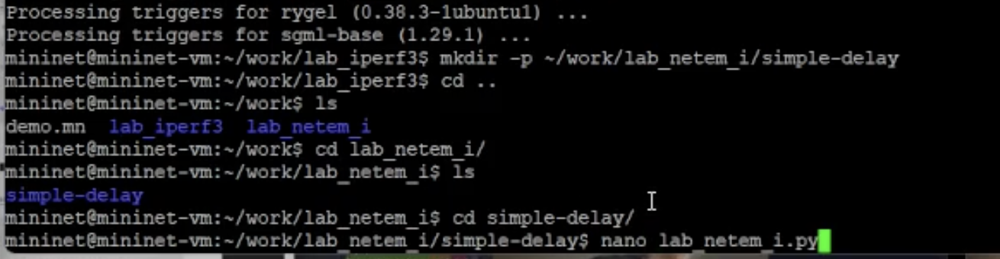 Processing triggers for rygel (0.38.3-1ubuntu1) ...
Processing triggers for sgml-base (1.29.1) ...
mininet@mininet-vm:~/work/lab_iperf3$ mkdir -p ~/work/lab_netem_i/simple-delay
mininet@mininet-vm:~/work/lab_iperf3$ cd ..
mininet@mininet-vm:~/work$ ls
demo.mn lab_iperf3 lab_netem_i
mininet@mininet-vm:~/work$ cd lab_netem_i/
mininet@mininet-vm:~/work/lab_netem_i$ ls
simple-delay
mininet@mininet-vm:~/work/lab_netem_i$ cd simple-delay/
mininet@mininet-vm:~/work/lab_netem_i/simple-delay$ nano lab_netem_i.py